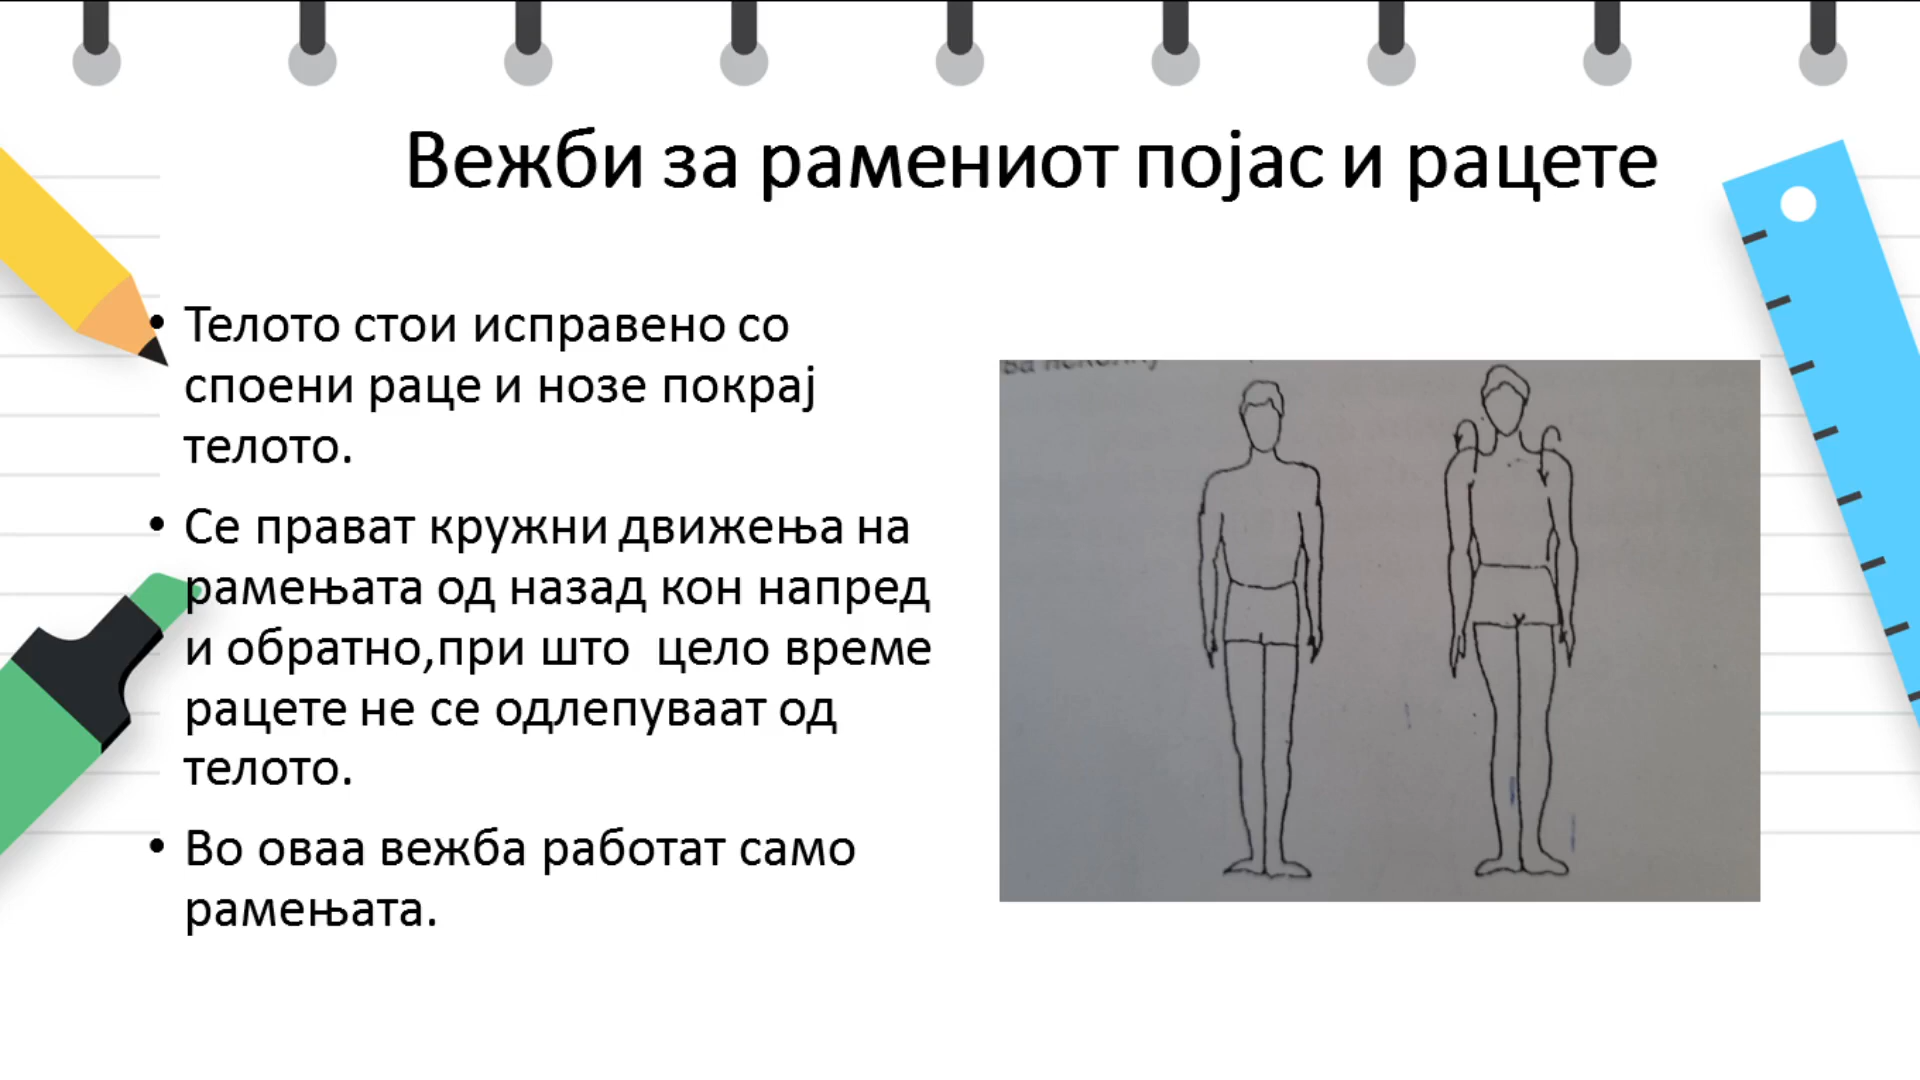 Вежби за рамениот појас и рацете
• Телото стои исправено со
споени раце и нозе покрај
телото.
• Се прават кружни движења на
рамењата од назад кон напред
и обратно,при што  цело време
рацете не се одлепуваат од
телото.
• Во оваа вежба работат само
рамењата.